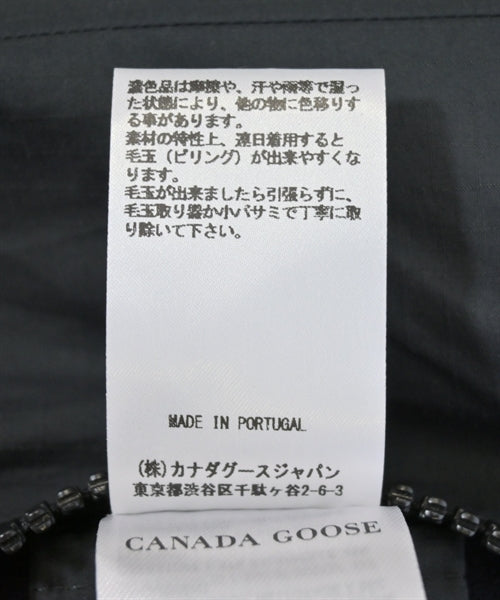 濃色品は摩擦や、汗や雨等で湿っ
た状態により、他の物に色移りす
る事があります。
素材の特性上、連日着用すると
毛玉（ピリング）が出来やすくな
ります。
毛玉が出来ましたら引張らずに、
毛玉取り器か小バサミで丁寧に取
り除いて下さい。
MADE IN PORTUGAL
(株)カナダグースジャパン
東京都渋谷区千駄ヶ谷2-6-3
CANADA GOOSE